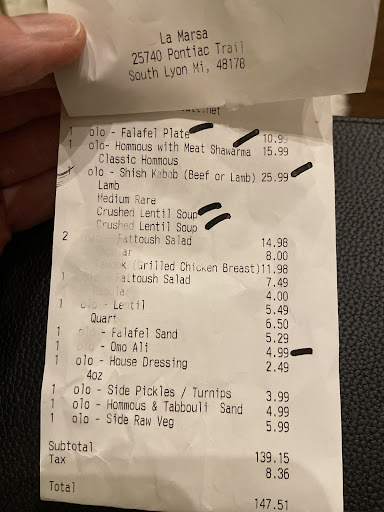 La Marsa
25740 Pontiac Trail
South Lyon Mi, 48178
.net
1 olo - Falafel Plate 10.99
1 olo- Hommous with Meat Shawarma 15.99
Classic Hommous
1 olo - Shish Kabob (Beef or Lamb) 25.99
Lamb
Medium Rare
Crushed Lentil Soup
Crushed Lentil Soup
2 Fattoush Salad 14.98
8.00
(Grilled Chicken Breast) 11.98
1 Fattoush Salad 7.49
4.00
1 olo - Lentil 5.49
Quart 6.50
1 - Falafel Sand 5.29
1 olo - Omo Ali 4.99
1 olo - House Dressing 2.49
4oz
1 olo - Side Pickles / Turnips 3.99
1 olo - Hommous & Tabbouli Sand 4.99
1 olo - Side Raw Veg 5.99
Subtotal 139.15
Tax 8.36
Total 147.51